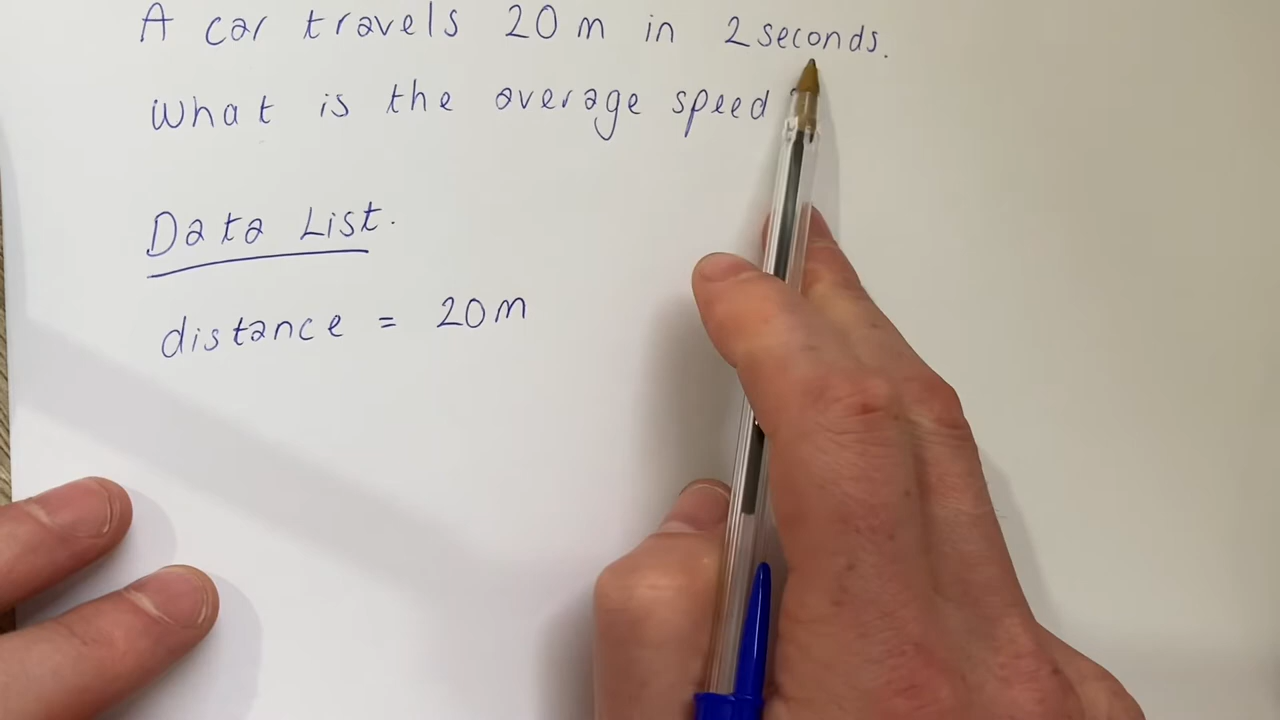 A car travels 20 m in 2 seconds.
What is the average speed
Data List.
distance = 20m